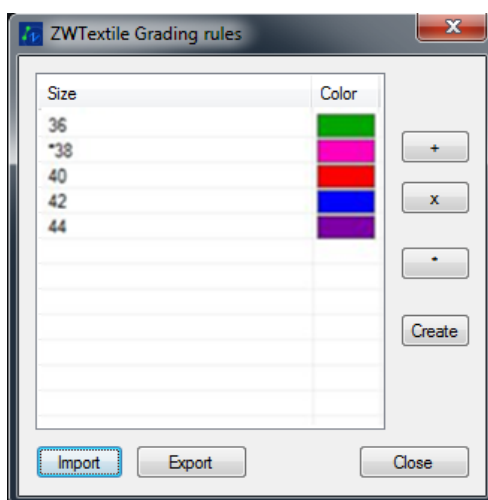 ZWTextile Grading rules
X
Size Color
36
*38
40
42
44
+
x
*
Create
Import Export Close